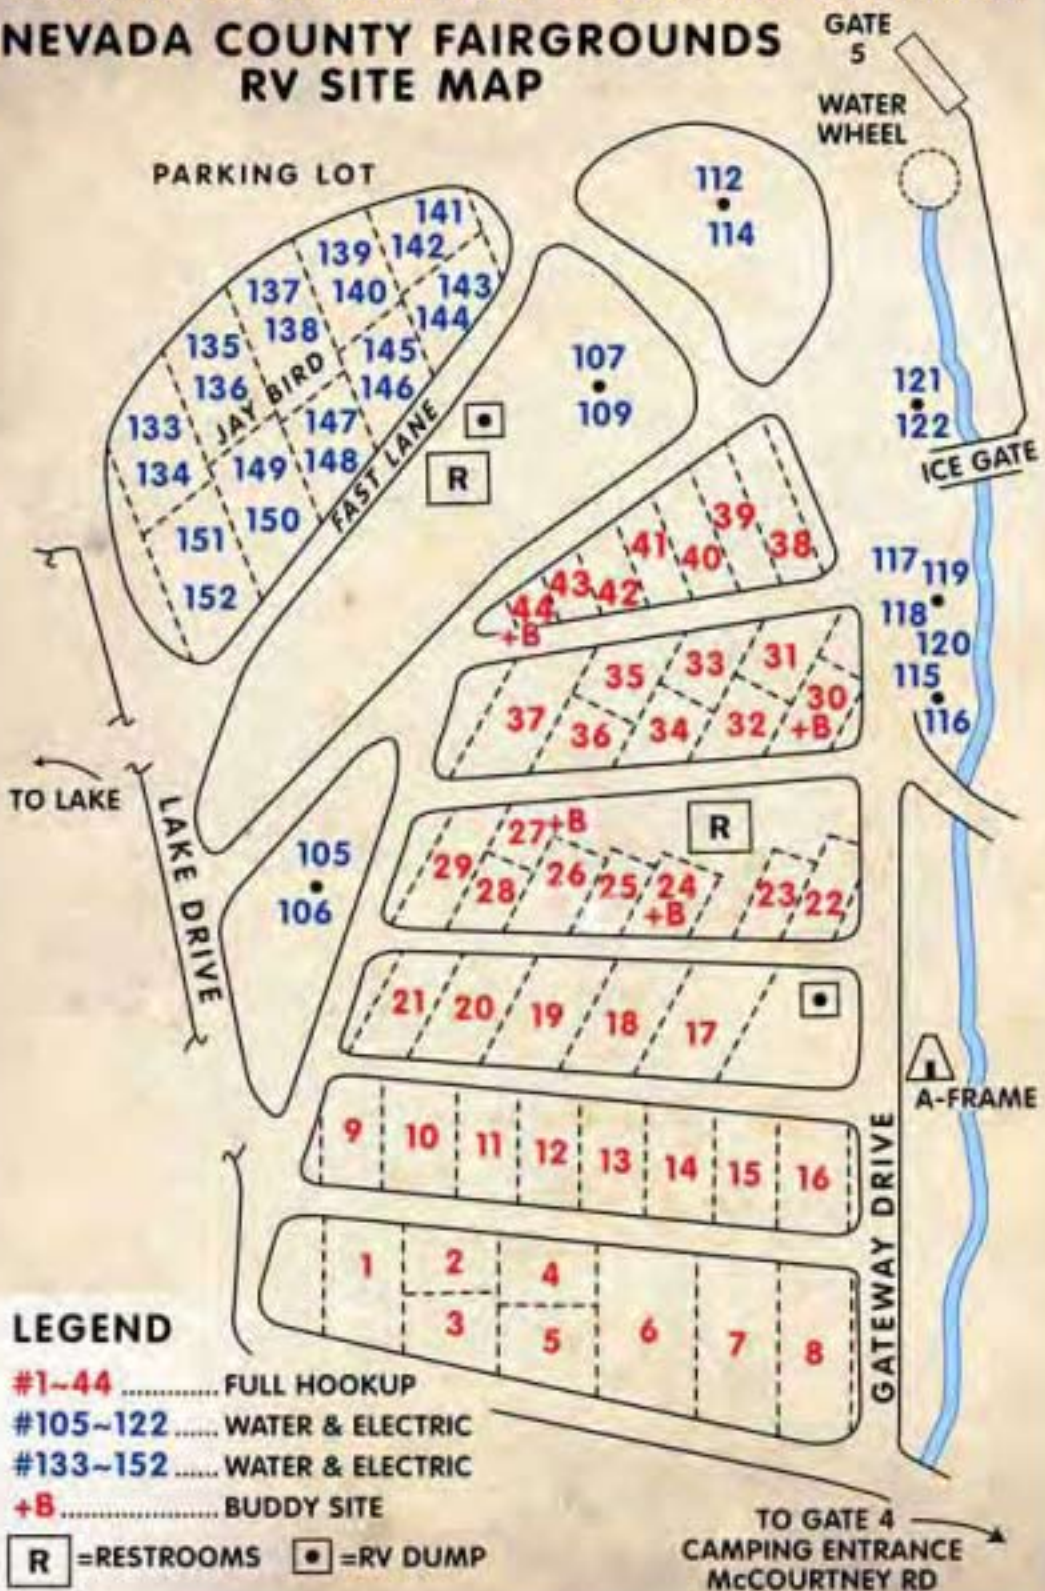 NEVADA COUNTY FAIRGROUNDS
RV SITE MAP
GATE
5
WATER
WHEEL
PARKING LOT
112
114
141
139 142
137 140 143
138 144
135 145
136 146
JAY BIRD
133 147
134 149 148
151 150
152
FAST LANE
R
107
109
121
122
ICE GATE
39
41 40 38
43 42
44
+B
117 119
118
120
115
116
35 33 31
30
+B
37 36 34 32
TO LAKE
LAKE DRIVE
105
106
27 +B
R
29 28 26 25 24
+B
23 22
21 20 19 18 17
A-FRAME
9 10 11 12 13 14 15 16
GATEWAY DRIVE
1 2 4
3 5 6 7 8
LEGEND
#1~44 ............. FULL HOOKUP
#105~122 ...... WATER & ELECTRIC
#133~152 ...... WATER & ELECTRIC
+B ..................... BUDDY SITE
R =RESTROOMS =RV DUMP
TO GATE 4
CAMPING ENTRANCE
McCOURTNEY RD